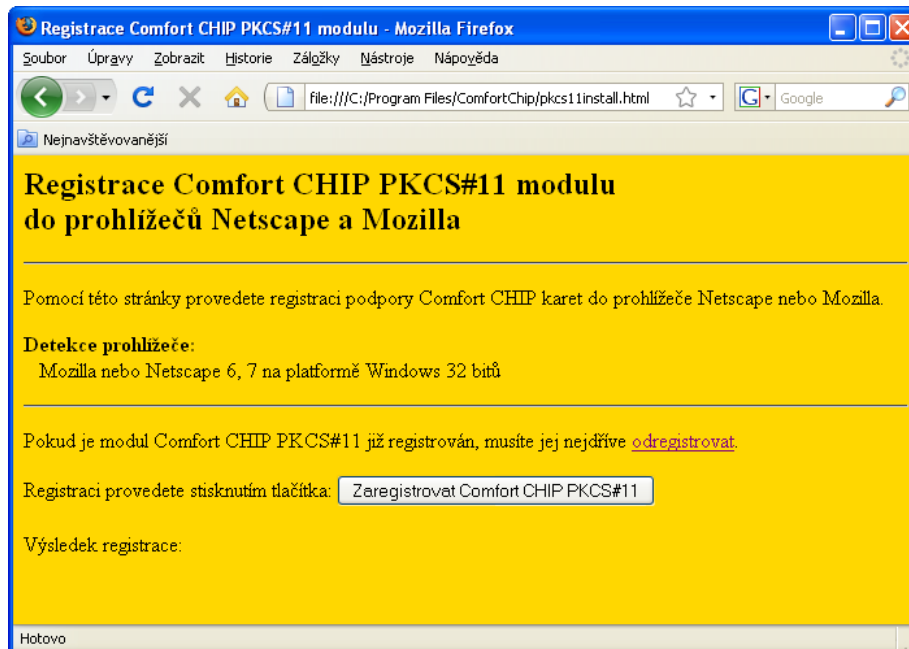 Registrace Comfort CHIP PKCS#11 modulu - Mozilla Firefox
Soubor Úpravy Zobrazit Historie Záložky Nástroje Nápověda
file:///C:/Program Files/ComfortChip/pkcs11install.html G Google
Nejnavštěvovanější
Registrace Comfort CHIP PKCS#11 modulu
do prohlížečů Netscape a Mozilla
Pomocí této stránky provedete registraci podpory Comfort CHIP karet do prohlížeče Netscape nebo Mozilla.
Detekce prohlížeče:
Mozilla nebo Netscape 6, 7 na platformě Windows 32 bitů
Pokud je modul Comfort CHIP PKCS#11 již registrován, musíte jej nejdříve odregistrovat.
Registraci provedete stisknutím tlačítka: Zaregistrovat Comfort CHIP PKCS#11
Výsledek registrace:
Hotovo